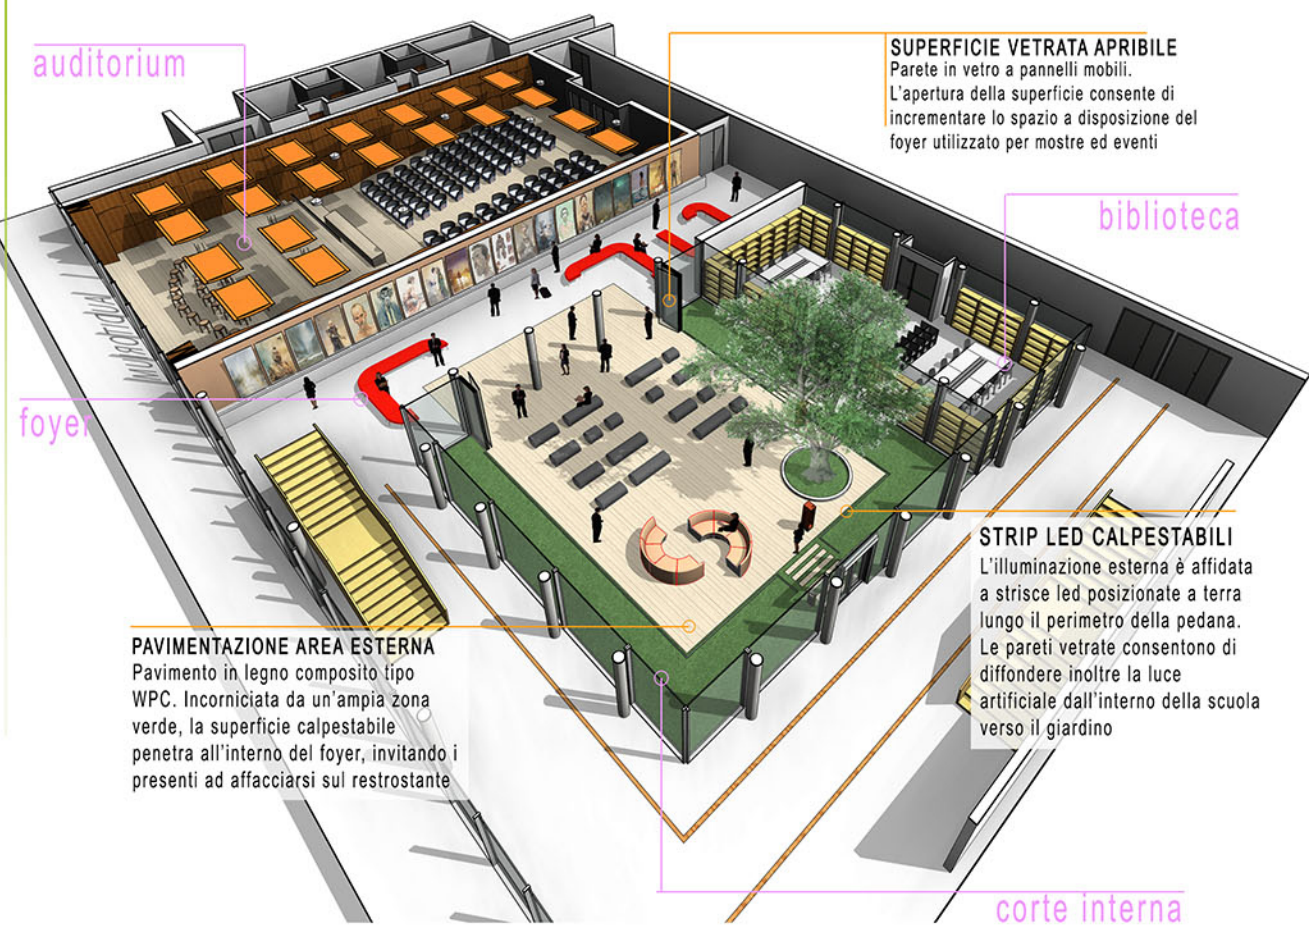 auditorium
SUPERFICIE VETRATA APRIBILE
Parete in vetro a pannelli mobili.
L'apertura della superficie consente di
incrementare lo spazio a disposizione del
foyer utilizzato per mostre ed eventi
biblioteca
foyer
STRIP LED CALPESTABILI
L'illuminazione esterna è affidata
a strisce led posizionate a terra
lungo il perimetro della pedana.
Le pareti vetrate consentono di
diffondere inoltre la luce
artificiale dall'interno della scuola
verso il giardino
PAVIMENTAZIONE AREA ESTERNA
Pavimento in legno composito tipo
WPC. Incorniciata da un'ampia zona
verde, la superficie calpestabile
penetra all'interno del foyer, invitando i
presenti ad affacciarsi sul restrostante
corte interna